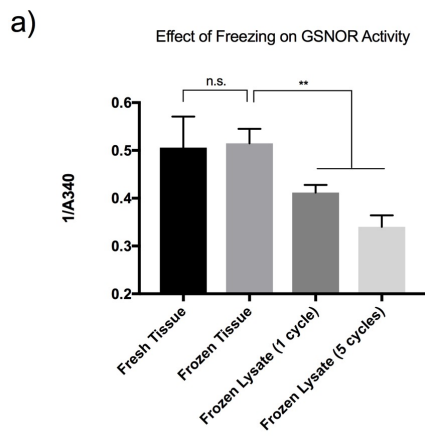 a)
Effect of Freezing on GSNOR Activity
n.s.
**
0.6
0.5
0.4
0.3
0.2
1/A340
Fresh Tissue
Frozen Tissue
Frozen Lysate (1 cycle)
Frozen Lysate (5 cycles)